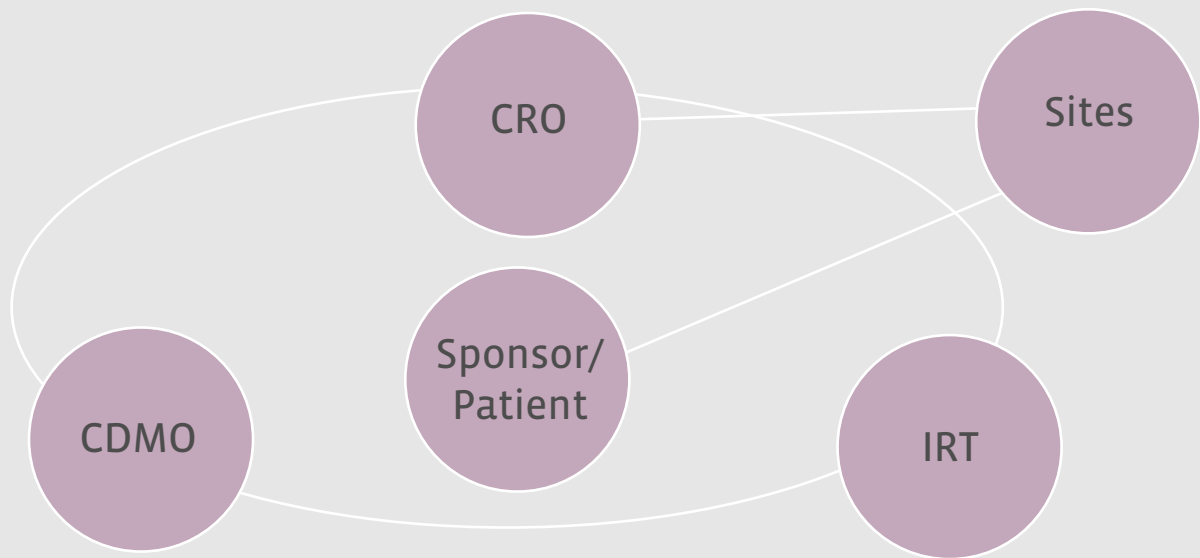 CRO
Sites
Sponsor/
Patient
CDMO
IRT